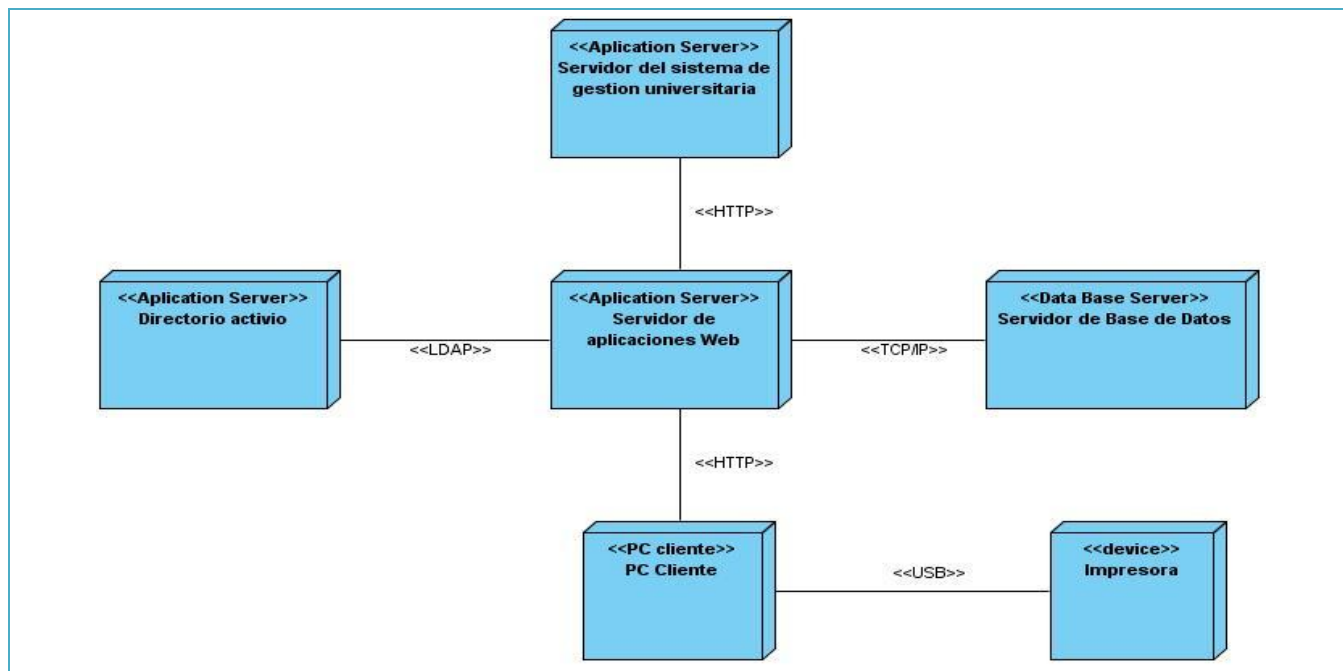 <<Aplication Server>>
Servidor del sistema de
gestion universitaria
<<HTTP>>
<<Aplication Server>>
Directorio activio
<<LDAP>>
<<Aplication Server>>
Servidor de
aplicaciones Web
<<TCP/IP>>
<<Data Base Server>>
Servidor de Base de Datos
<<HTTP>>
<<PC cliente>>
PC Cliente
<<USB>>
<<device>>
Impresora